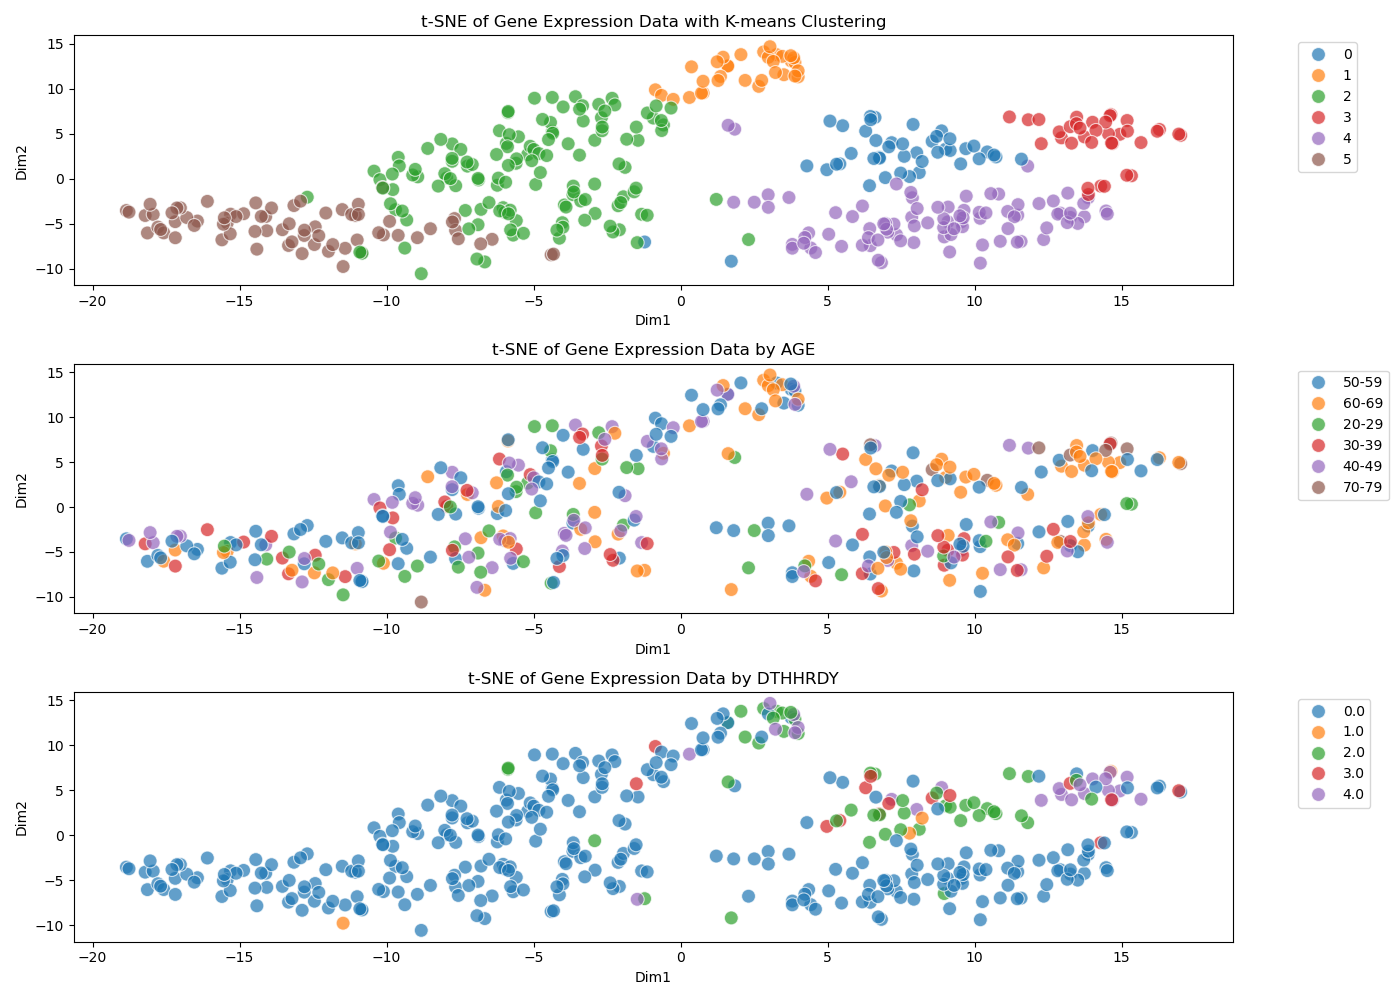 t-SNE of Gene Expression Data with K-means Clustering
15
10
5
0
−5
−10
Dim2
−20 −15 −10 −5 0 5 10 15
Dim1
0
1
2
3
4
5
t-SNE of Gene Expression Data by AGE
15
10
5
0
−5
−10
Dim2
−20 −15 −10 −5 0 5 10 15
Dim1
50-59
60-69
20-29
30-39
40-49
70-79
t-SNE of Gene Expression Data by DTHHRDY
15
10
5
0
−5
−10
Dim2
−20 −15 −10 −5 0 5 10 15
Dim1
0.0
1.0
2.0
3.0
4.0